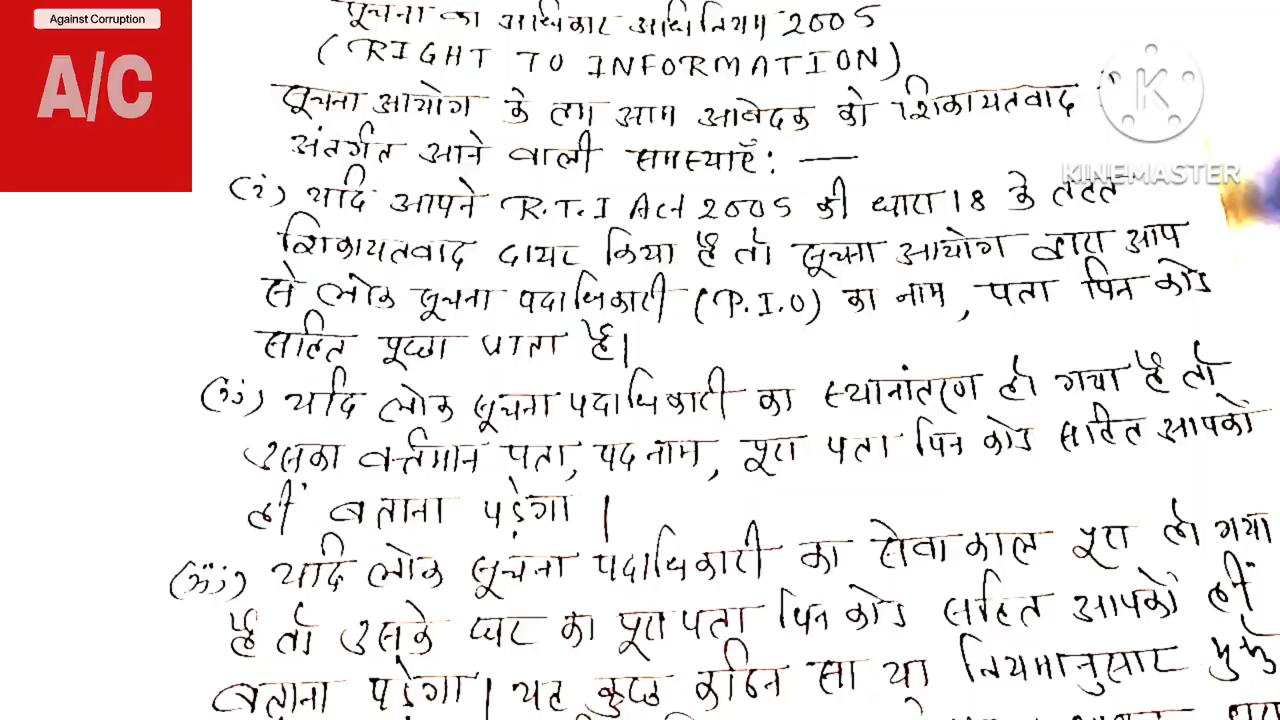 Against Corruption
A/C
सूचना का अधिकार अधिनियम 2005
(RIGHT TO INFORMATION)
सूचना आयोग के तहत आम आवेदक को शिकायतवाद
अंतर्गत आने वाली समस्याएँ: —
(i) यदि आपने R.T.I Act 2005 की धारा 18 के तहत
शिकायतवाद दायर किया है तो सूचना आयोग द्वारा आप
से लोक सूचना पदाधिकारी (P.I.O) का नाम, पता पिन कोड
सहित पूछा जाता है।
(ii) यदि लोक सूचना पदाधिकारी का स्थानांतरण हो गया है तो
उसका वर्त्तमान पता, पदनाम, पूरा पता पिन कोड सहित आपको
हीं बताना पड़ेगा।
(iii) यदि लोक सूचना पदाधिकारी का सेवा काल पूरा हो गया
है तो उसके घर का पूरा पता पिन कोड सहित आपको हीं
बताना पड़ेगा। यह कुछ कठिन सा था नियमानुसार मुझे
K
KINEMASTER